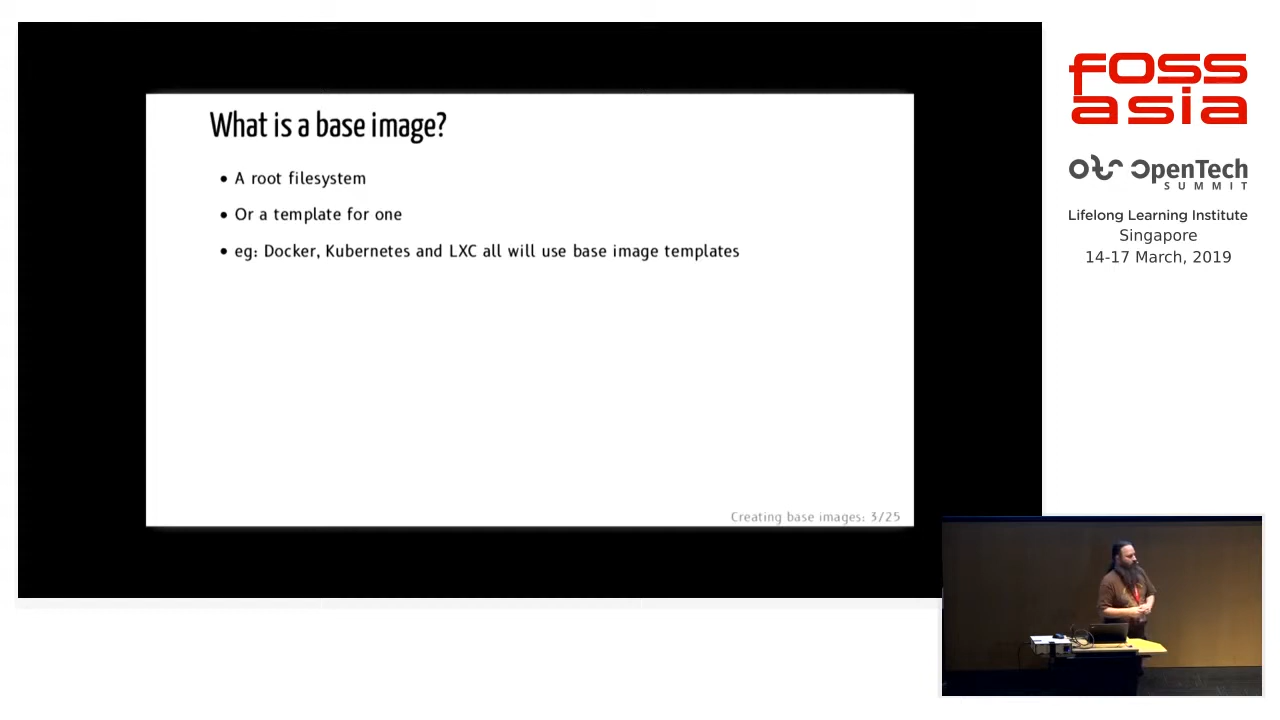 What is a base image?
• A root filesystem
• Or a template for one
• eg: Docker, Kubernetes and LXC all will use base image templates
Creating base images: 3/25
fOSS
asia
OpenTech
SUMMIT
Lifelong Learning Institute
Singapore
14-17 March, 2019